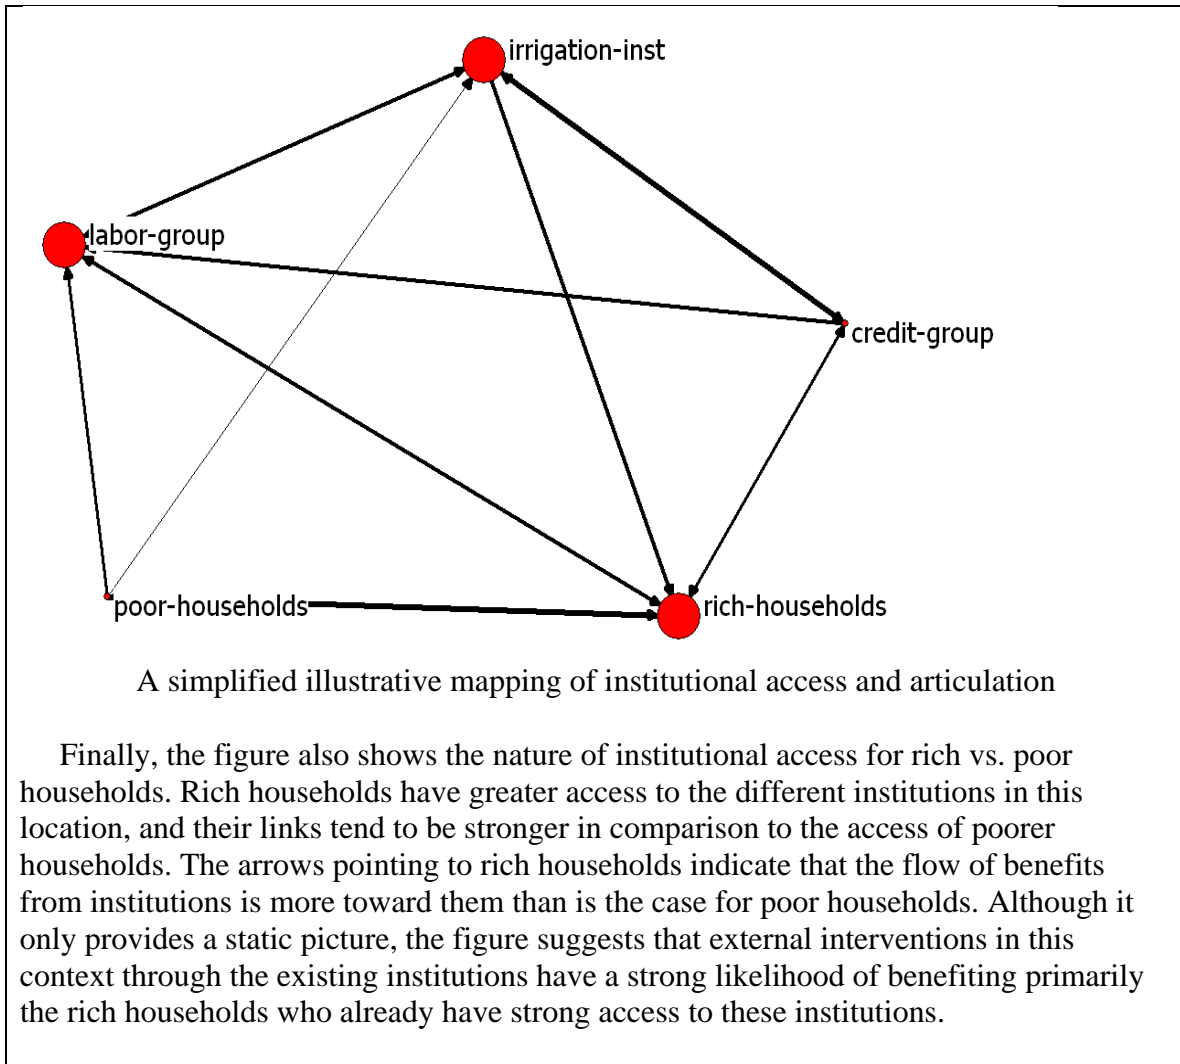 irrigation-inst
labor-group
credit-group
poor-households
rich-households
A simplified illustrative mapping of institutional access and articulation
Finally, the figure also shows the nature of institutional access for rich vs. poor
households. Rich households have greater access to the different institutions in this
location, and their links tend to be stronger in comparison to the access of poorer
households. The arrows pointing to rich households indicate that the flow of benefits
from institutions is more toward them than is the case for poor households. Although it
only provides a static picture, the figure suggests that external interventions in this
context through the existing institutions have a strong likelihood of benefiting primarily
the rich households who already have strong access to these institutions.